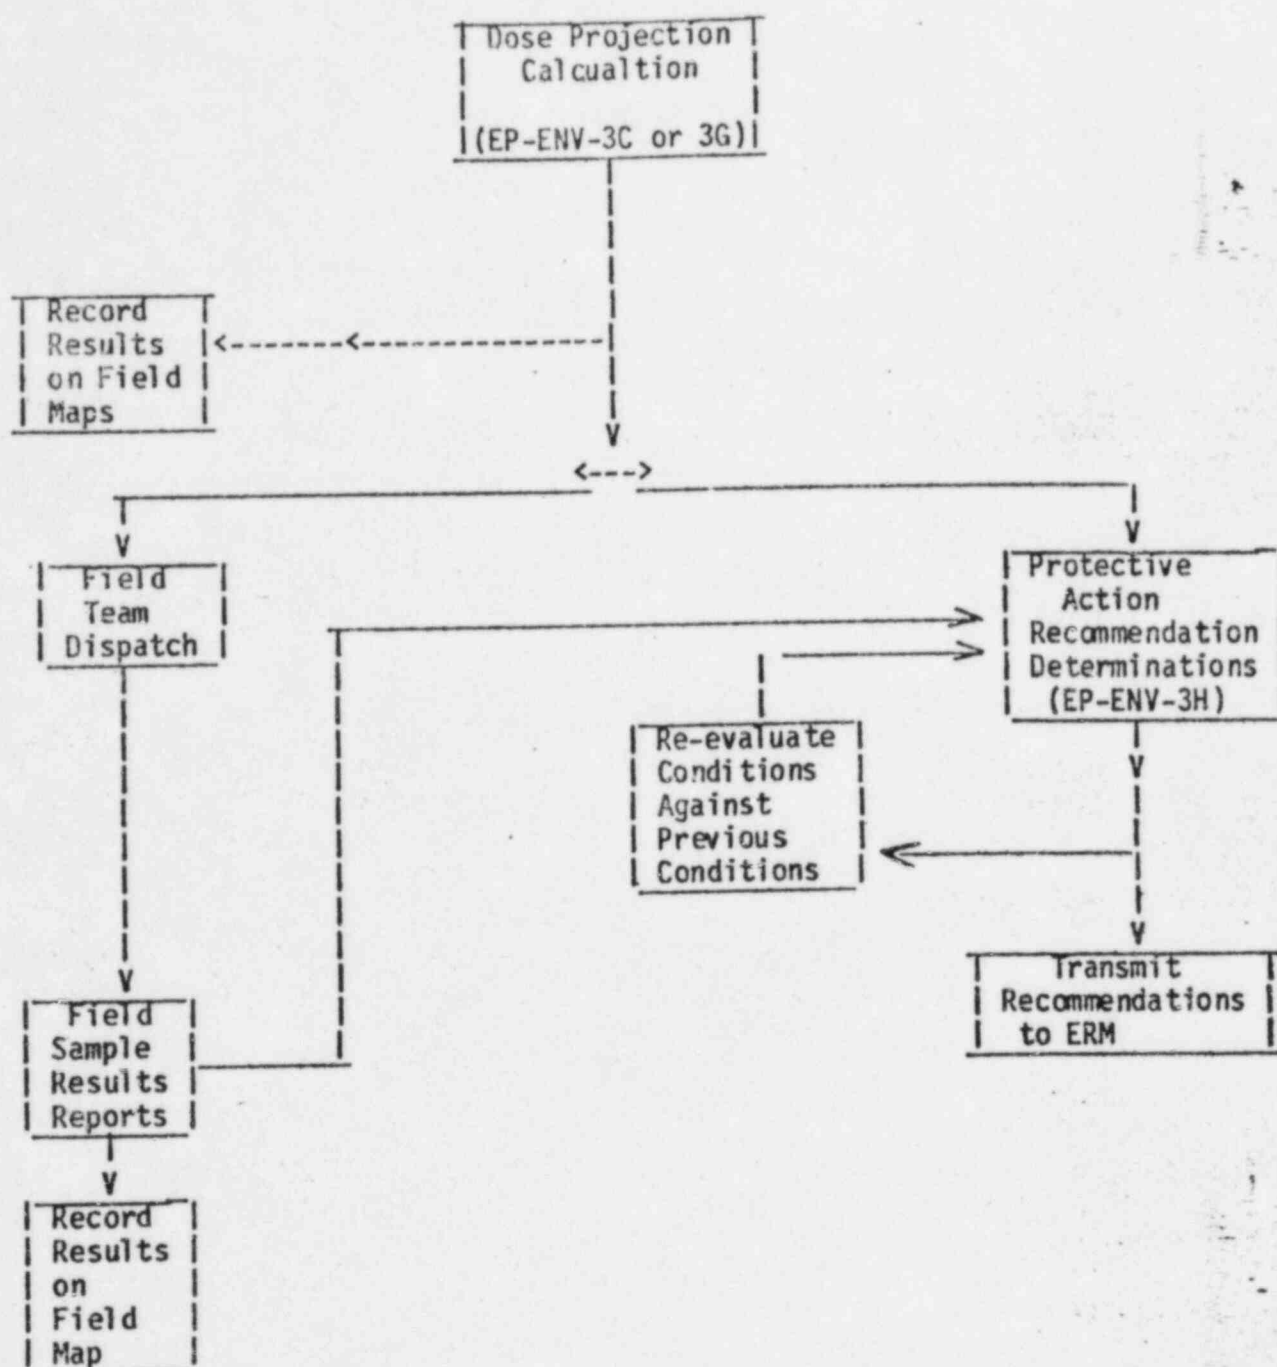 Dose Projection
Calcualtion
(EP-ENV-3C or 3G)
Record
Results
on Field
Maps
Field
Team
Dispatch
Protective
Action
Recommendation
Determinations
(EP-ENV-3H)
Re-evaluate
Conditions
Against
Previous
Conditions
Transmit
Recommendations
to ERM
Field
Sample
Results
Reports
Record
Results
on
Field
Map